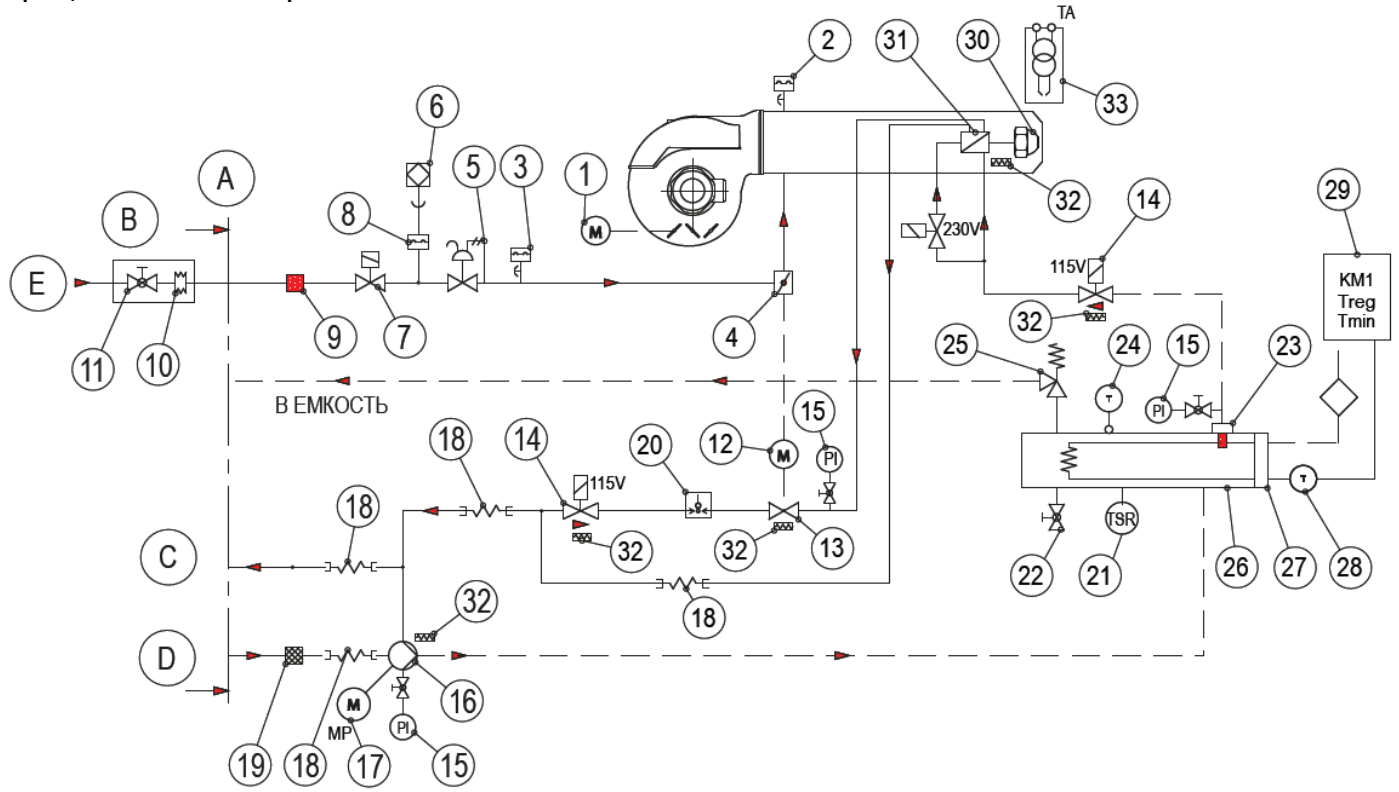 TA
2
31
30
33
6
A
5
3
1
M
32
14
29
B
8
230V
115V
KM1
Treg
Tmin
E
9
7
4
32
24
15
23
11
10
25
T
PI
В ЕМКОСТЬ
15
18
14
20
12
M
PI
115V
T
18
32
32
13
TSR
C
22
21
26
27
28
18
32
D
16
M
MP
PI
19
18
17
15